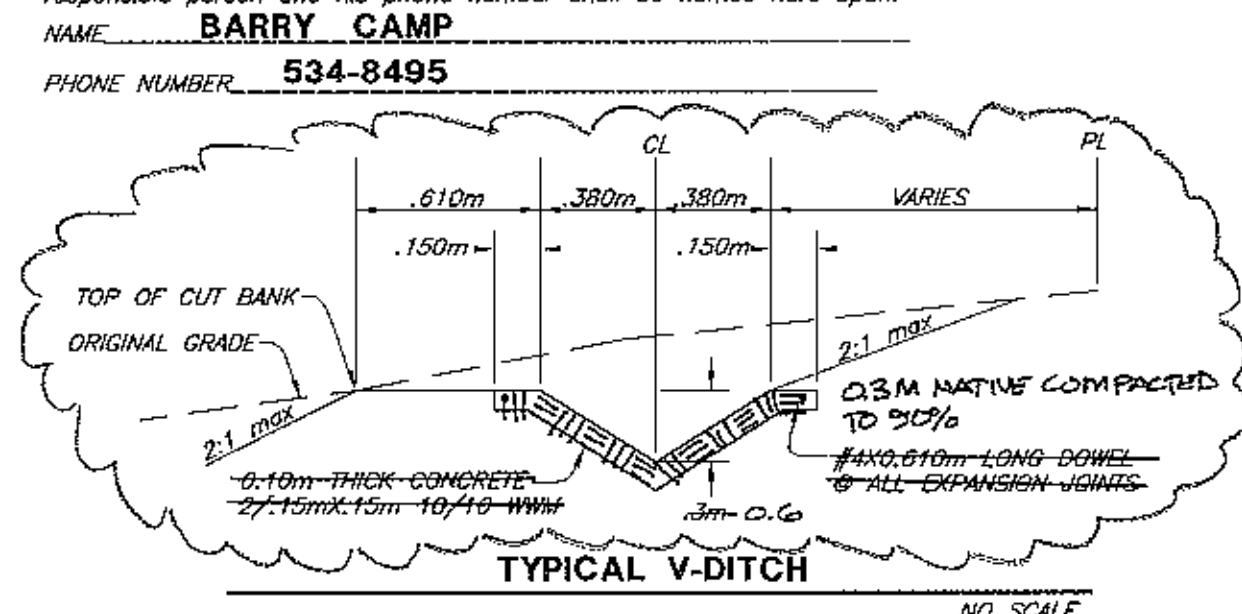 NAME BARRY CAMP
PHONE NUMBER 534-8495
CL
PL
.610m
.380m
.380m
VARIES
.150m
.150m
TOP OF CUT BANK
ORIGINAL GRADE
2:1 max
2:1 max
0.3M NATIVE COMPACTED
TO 90%
0.10m THICK CONCRETE
2/.15mX.15m 10/10 WWM
#4X0.610m LONG DOWEL
@ ALL EXPANSION JOINTS
.3m-0.6
TYPICAL V-DITCH
NO SCALE